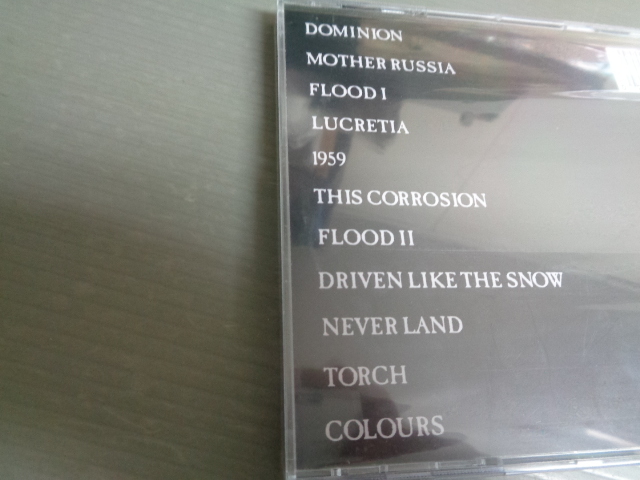 DOMINION
MOTHER RUSSIA
FLOOD I
LUCRETIA
1959
THIS CORROSION
FLOOD II
DRIVEN LIKE THE SNOW
NEVER LAND
TORCH
COLOURS